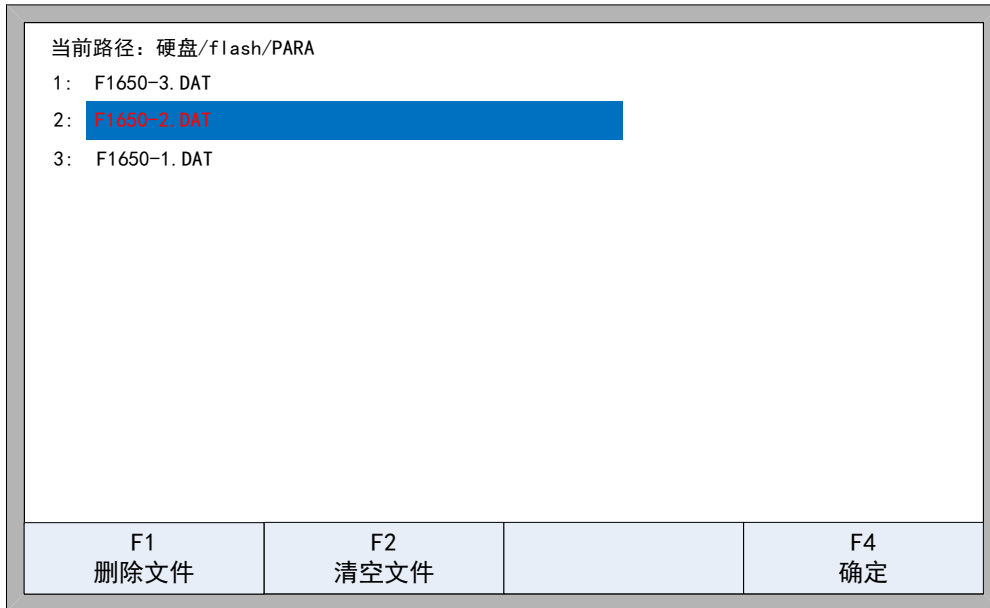 当前路径：硬盘/flash/PARA
1: F1650-3.DAT
2: F1650-2.DAT
3: F1650-1.DAT
F1 F2 F4
删除文件 清空文件 确定